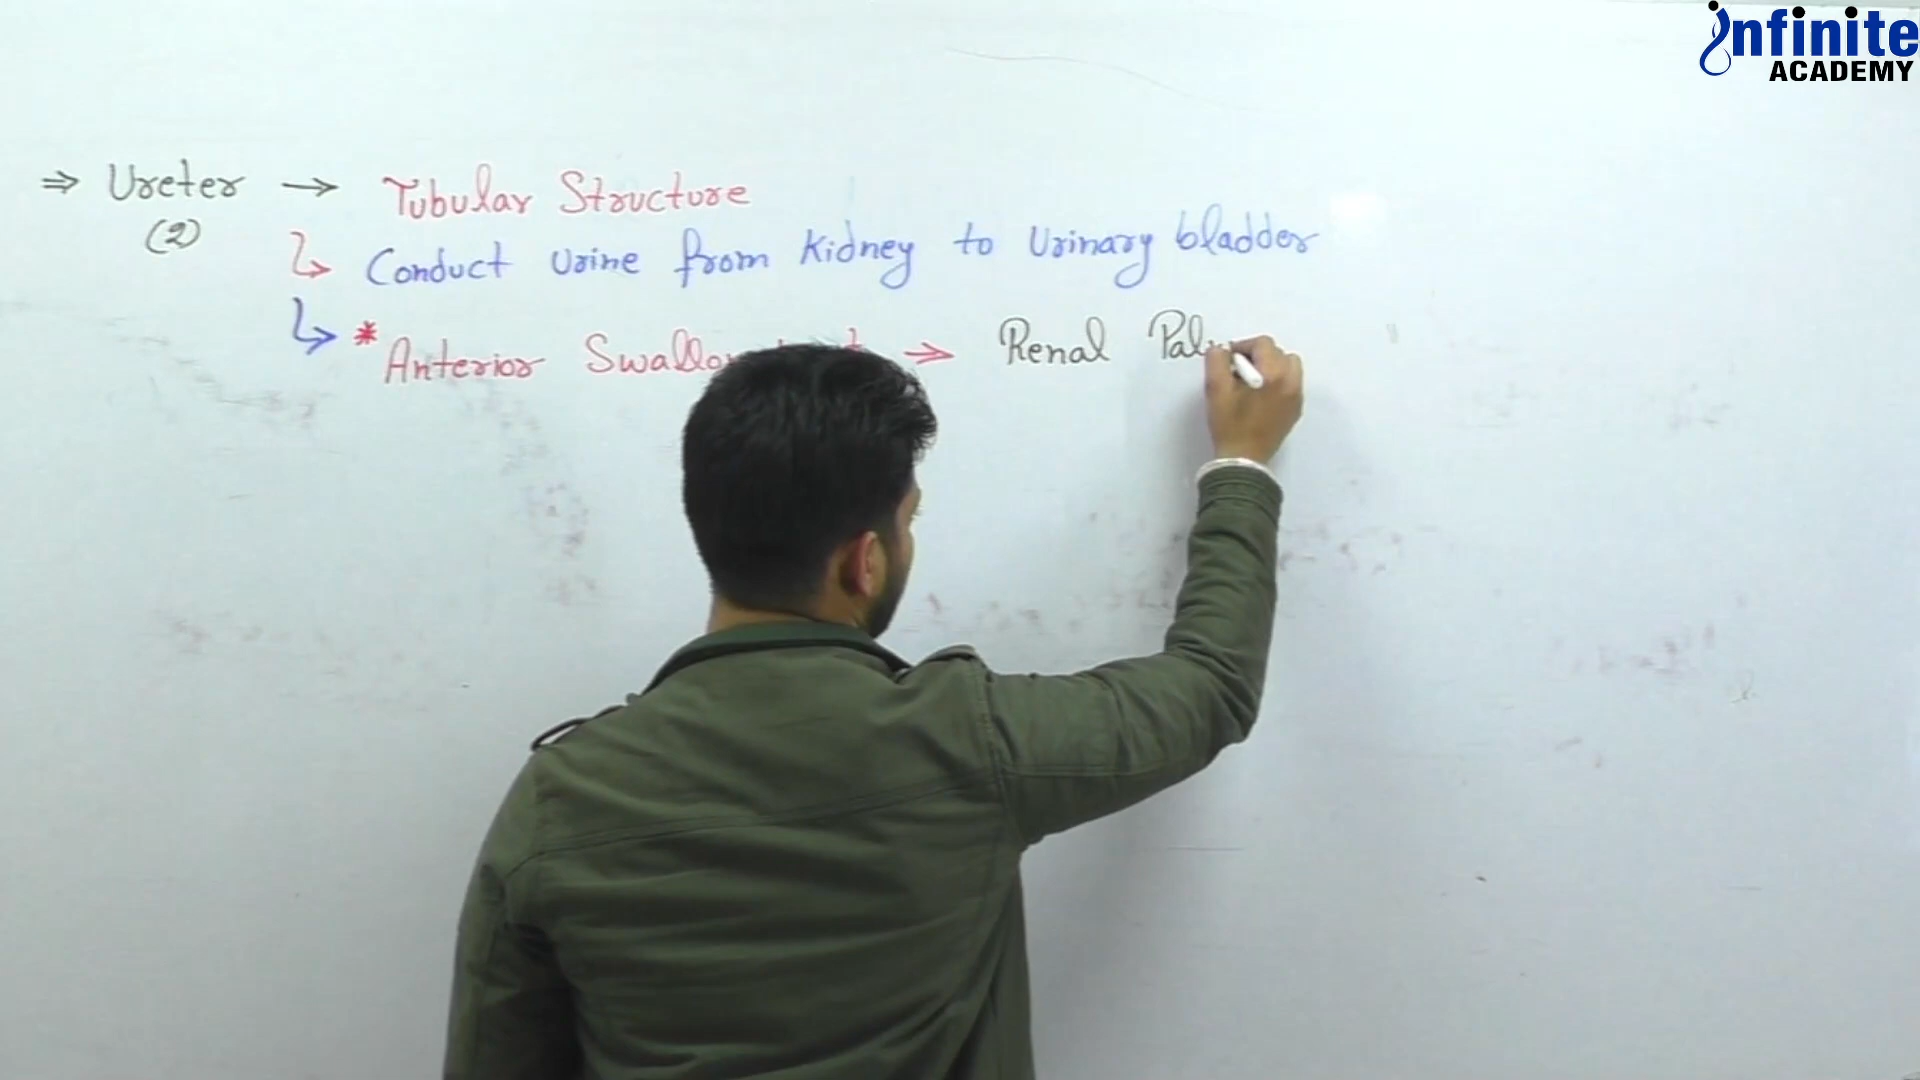 infinite
ACADEMY
⇒ Ureter → Tubular Structure
(2)
↳ Conduct urine from kidney to Urinary bladder
↳ * Anterior → Renal